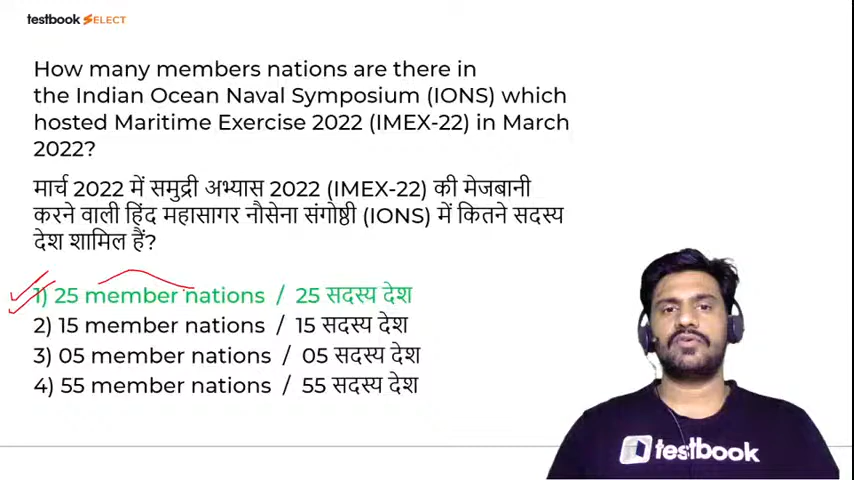 testbook SELECT
How many members nations are there in
the Indian Ocean Naval Symposium (IONS) which
hosted Maritime Exercise 2022 (IMEX-22) in March
2022?
मार्च 2022 में समुद्री अभ्यास 2022 (IMEX-22) की मेजबानी
करने वाली हिंद महासागर नौसेना संगोष्ठी (IONS) में कितने सदस्य
देश शामिल हैं?
1) 25 member nations / 25 सदस्य देश
2) 15 member nations / 15 सदस्य देश
3) 05 member nations / 05 सदस्य देश
4) 55 member nations / 55 सदस्य देश
testbook